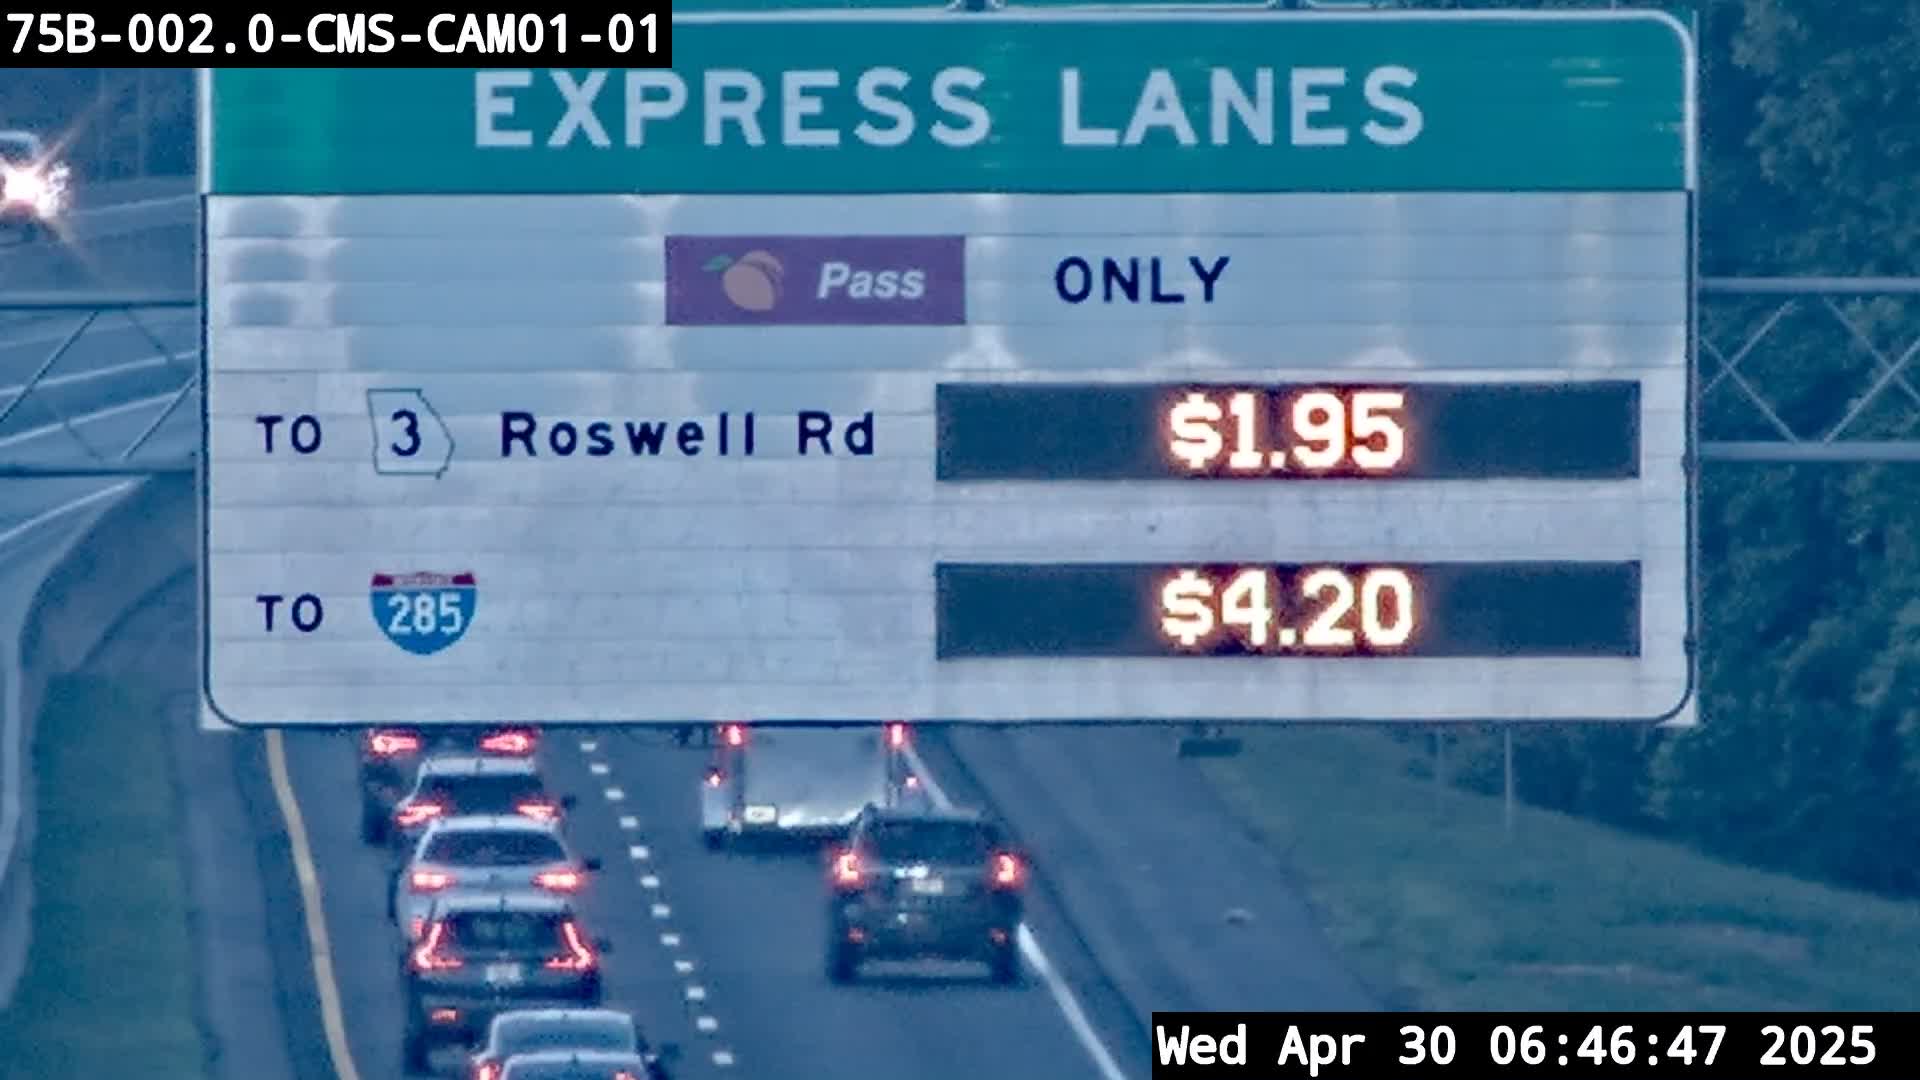 75B-002.0-CMS-CAM01-01
EXPRESS LANES
Pass ONLY
TO 3 Roswell Rd $1.95
TO 285 $4.20
Wed Apr 30 06:46:47 2025